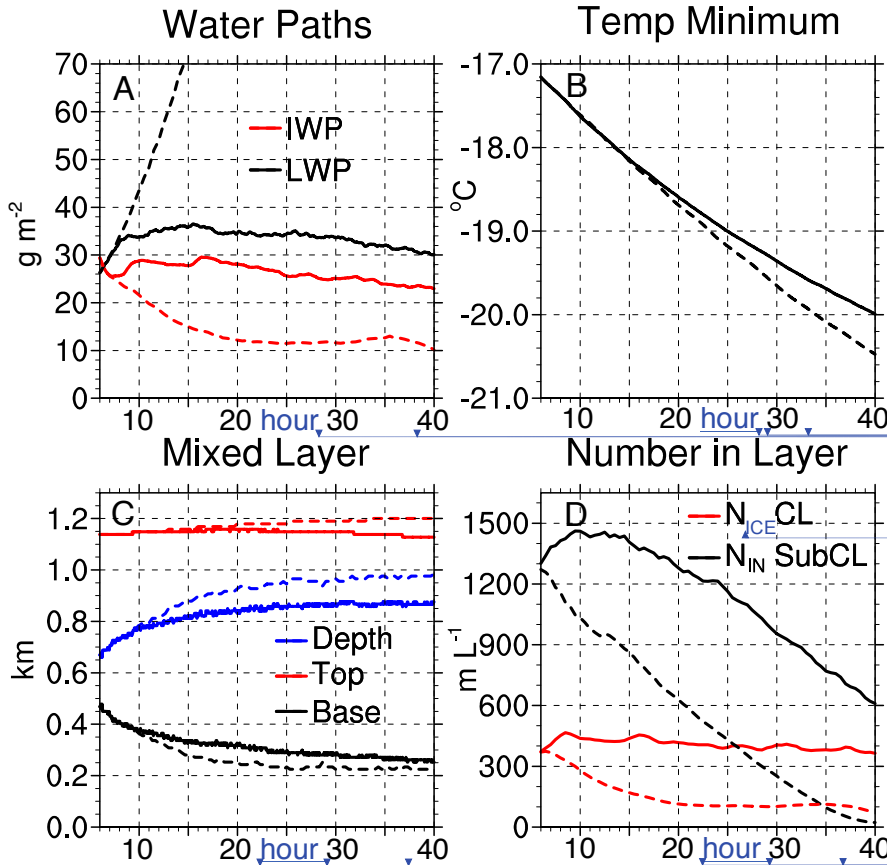 Water Paths
Temp Minimum
A
B
IWP
LWP
g m-2
70
60
50
40
30
20
10
0
10 20 30 40
hour
°C
-17.0
-18.0
-19.0
-20.0
-21.0
10 20 30 40
hour
Mixed Layer
Number in Layer
C
D
Depth
Top
Base
km
1.2
1.0
0.8
0.6
0.4
0.2
0.0
10 20 30 40
hour
NICE CL
NIN SubCL
m L-1
1500
1200
900
600
300
0
10 20 30 40
hour